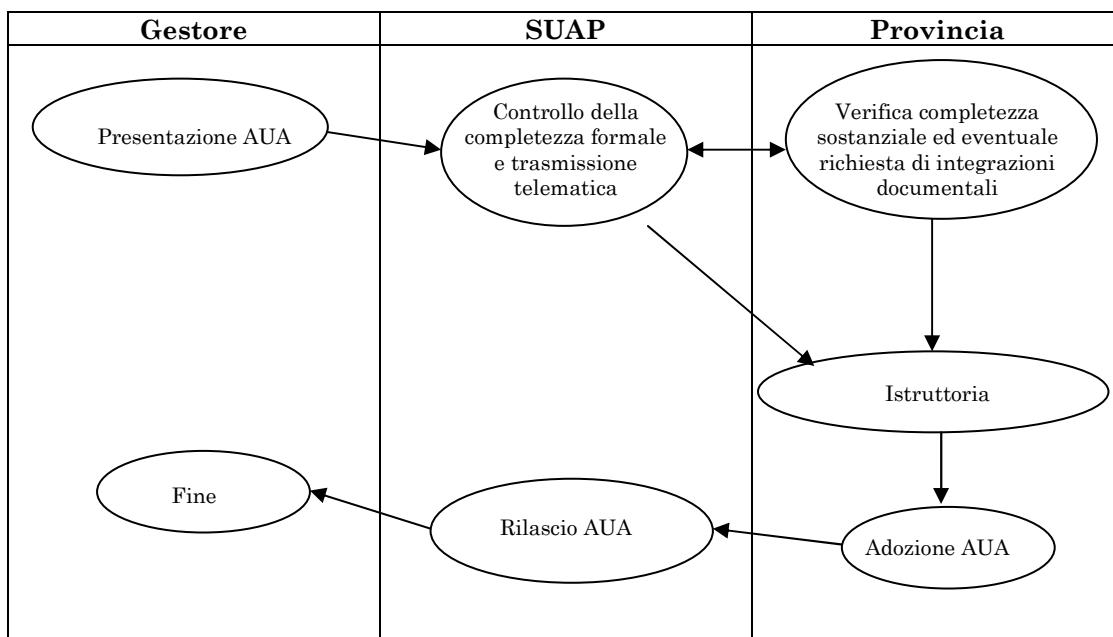 Gestore
SUAP
Provincia
Presentazione AUA
Controllo della
completezza formale
e trasmissione
telematica
Verifica completezza
sostanziale ed eventuale
richiesta di integrazioni
documentali
Istruttoria
Fine
Rilascio AUA
Adozione AUA